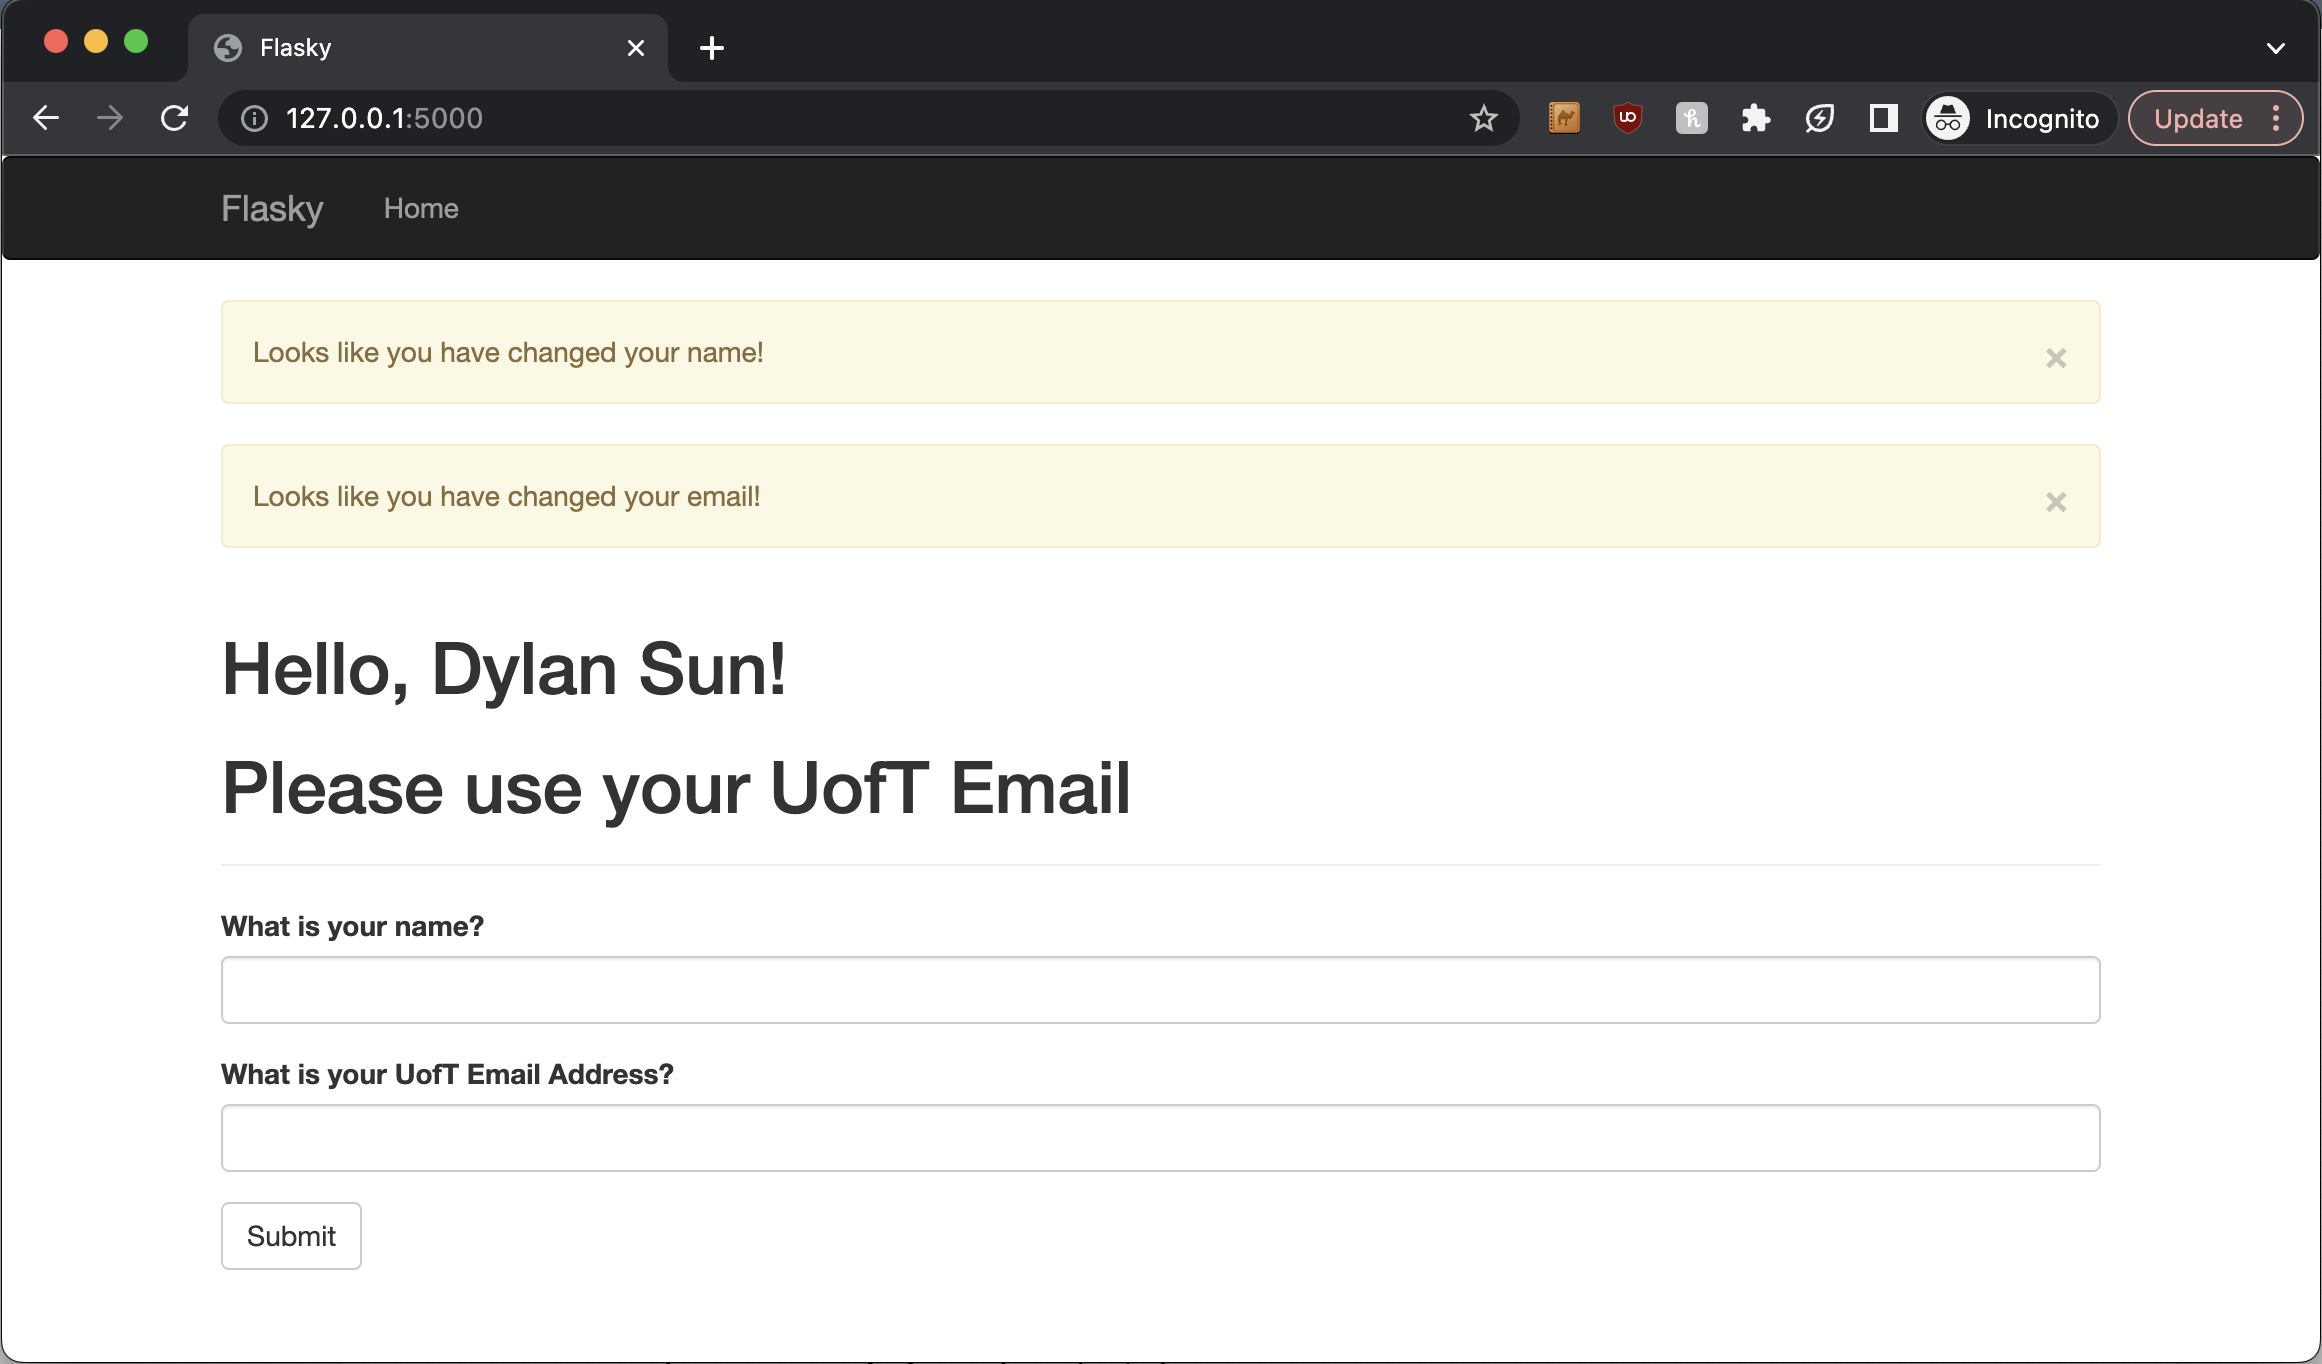 Flasky
127.0.0.1:5000
Incognito
Update
Flasky Home
Looks like you have changed your name!
×
Looks like you have changed your email!
×
Hello, Dylan Sun!
Please use your UofT Email
What is your name?
What is your UofT Email Address?
Submit